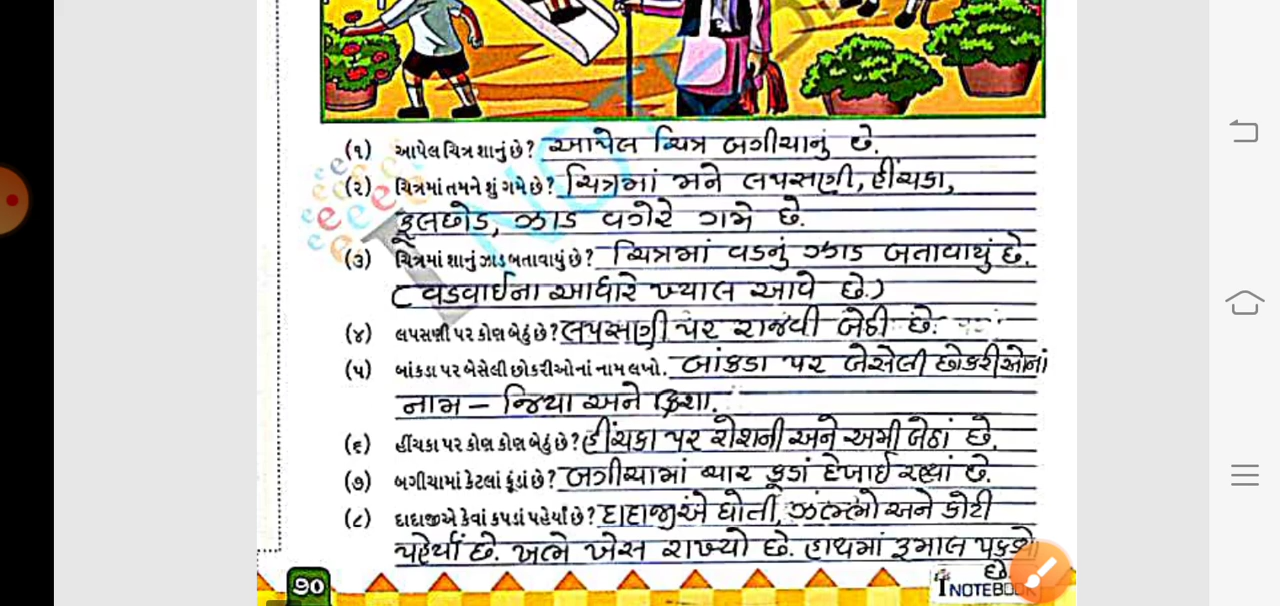 (૧) આપેલ ચિત્ર શાનું છે? આપેલ ચિત્ર બગીચાનું છે.
(૨) ચિત્રમાં તમને શું ગમે છે? ચિત્રમાં મને લપસણી, હીંચકા,
ફૂલછોડ, ઝાડ વગેરે ગમે છે.
(૩) ચિત્રમાં શાનું ઝાડ બતાવાયું છે? ચિત્રમાં વડનું ઝાડ બતાવાયું છે.
(વડવાઈના આધારે ખ્યાલ આવે છે.)
(૪) લપસણી પર કોણ બેઠું છે? લપસણી પર રાજવી બેઠી છે.
(૫) બાંકડા પર બેસેલી છોકરીઓનાં નામ લખો. બાંકડા પર બેસેલી છોકરીઓનાં
નામ – જિયા અને ક્રિશા.
(૬) હીંચકા પર કોણ કોણ બેઠું છે? હીંચકા પર રોશની અને અમી બેઠાં છે.
(૭) બગીચામાં કેટલાં કૂંડાં છે? બગીચામાં ચાર કૂડાં દેખાઈ રહ્યાં છે.
(૮) દાદાજીએ કેવાં કપડાં પહેર્યાં છે? દાદાજીએ ધોતી, ઝભ્ભો અને કોટી
પહેર્યાં છે. ખભે ખેસ રાખ્યો છે. હાથમાં રૂમાલ
છે
90
iNOTEBOOK